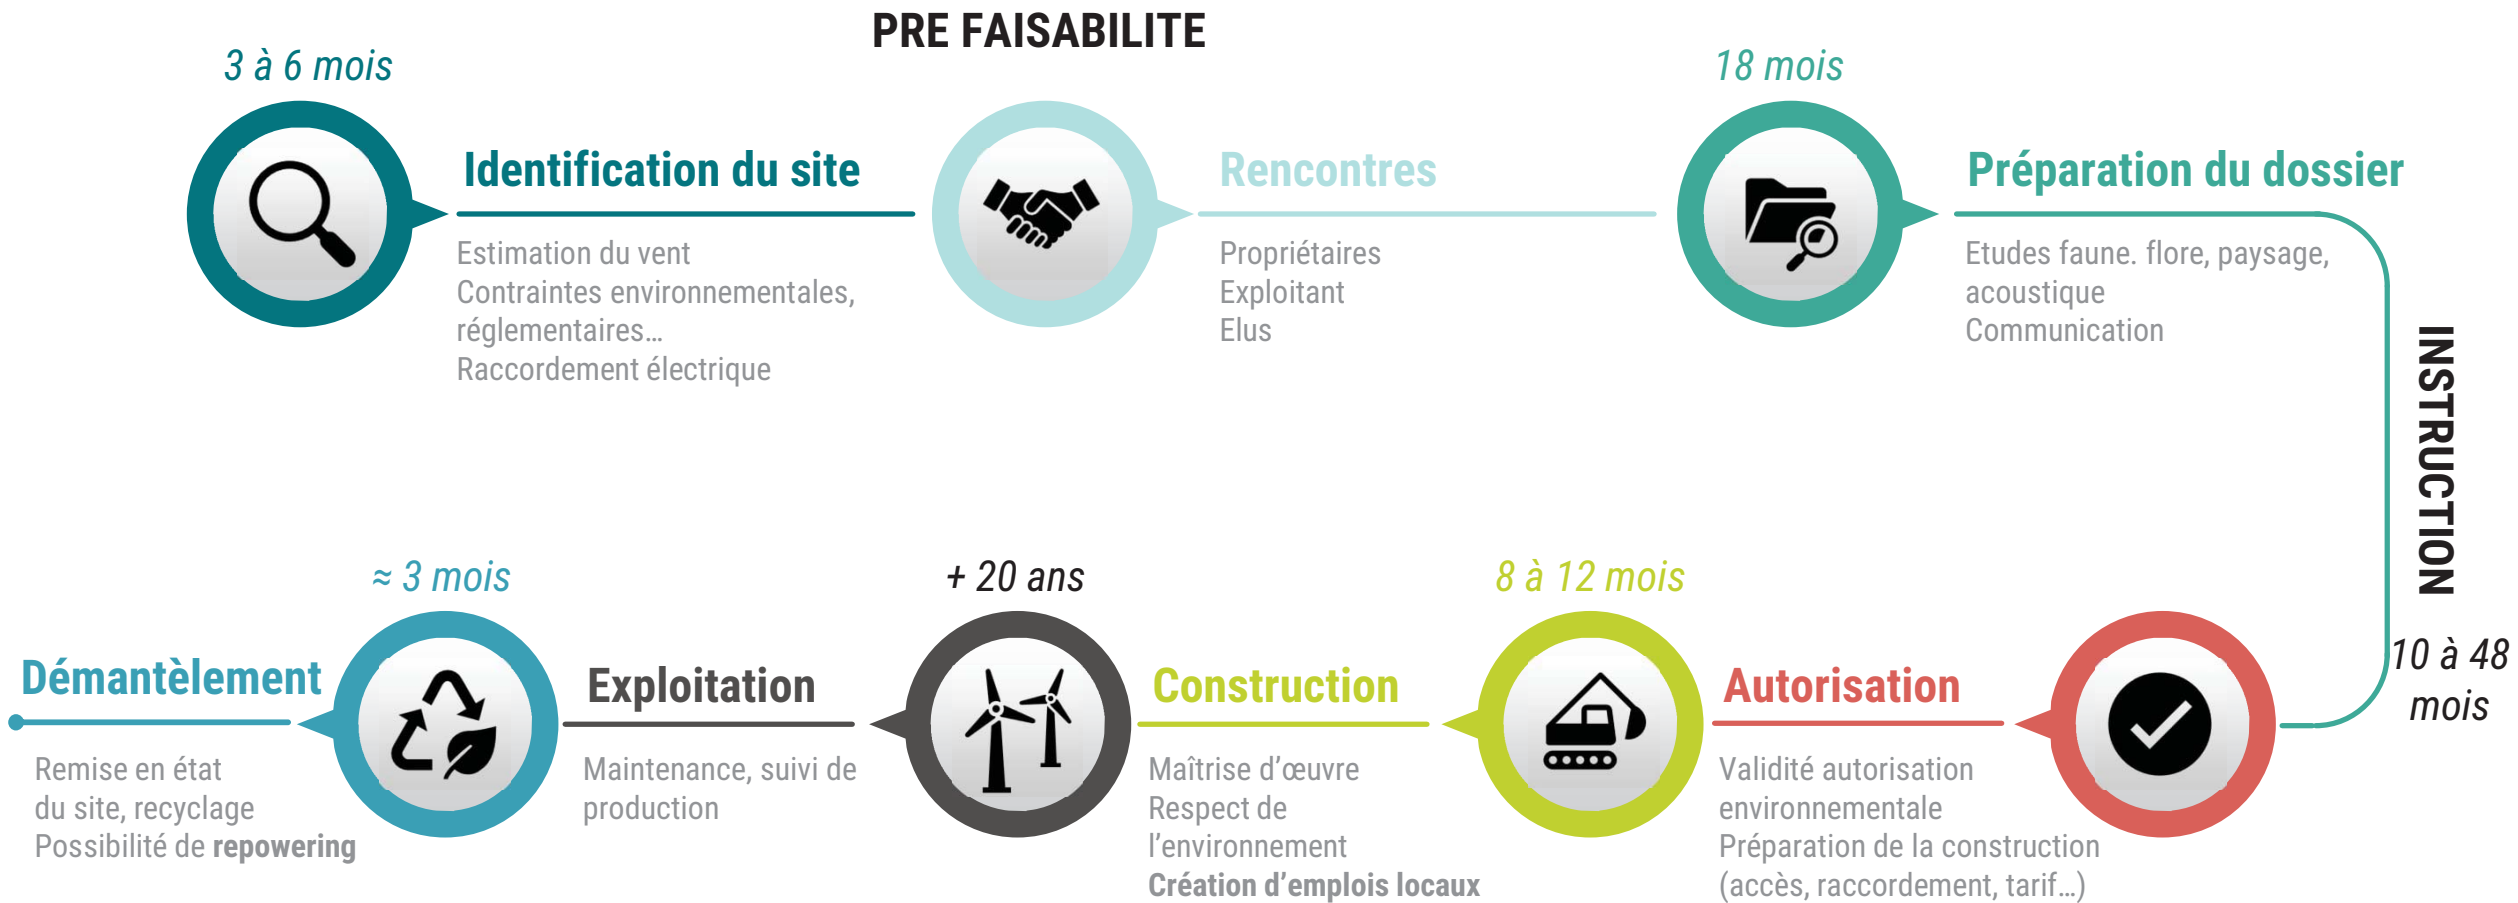 PRE FAISABILITE
3 à 6 mois
Identification du site
Estimation du vent
Contraintes environnementales,
réglementaires…
Raccordement électrique
Rencontres
Propriétaires
Exploitant
Elus
18 mois
Préparation du dossier
Etudes faune. flore, paysage,
acoustique
Communication
INSTRUCTION
10 à 48
mois
Autorisation
Validité autorisation
environnementale
Préparation de la construction
(accès, raccordement, tarif…)
8 à 12 mois
Construction
Maîtrise d’œuvre
Respect de
l’environnement
Création d’emplois locaux
+ 20 ans
Exploitation
Maintenance, suivi de
production
≈ 3 mois
Démantèlement
Remise en état
du site, recyclage
Possibilité de repowering